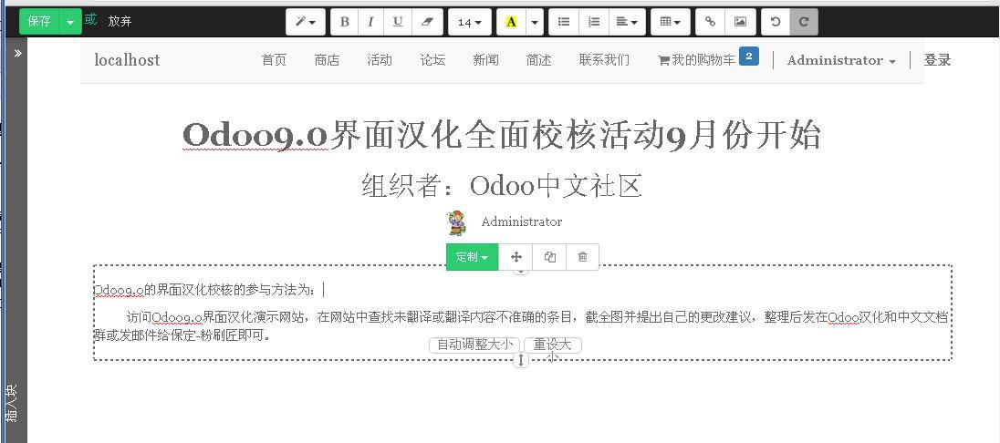 保存 或 放弃 14 A
B I U
localhost 首页 商店 活动 论坛 新闻 简述 联系我们 我的购物车 2 Administrator 登录
Odoo9.0界面汉化全面校核活动9月份开始
组织者：Odoo中文社区
Administrator
定制
Odoo9.0的界面汉化校核的参与方法为：
访问Odoo9.0界面汉化演示网站，在网站中查找未翻译或翻译内容不准确的条目，截全图并提出自己的更改建议，整理后发在Odoo汉化和中文文档
群或发邮件给保定-粉刷匠即可。
自动调整大小 重设大
小
插入块